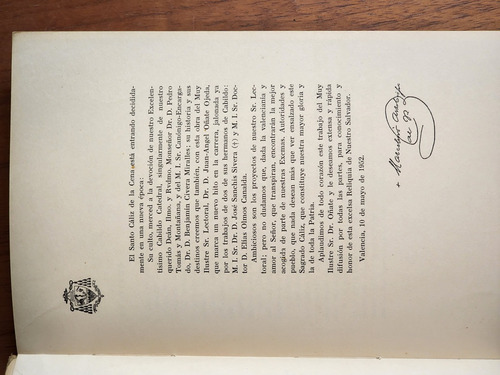 El Santo Cáliz de la Cena está entrando decidida-
mente en una nueva época:
Su culto, merced a la devoción de nuestro Excelen-
tísimo Cabildo Catedral, singularmente de nuestro
querido Deán, Ilmo. y Rvdmo. Monseñor Dr. D. Pedro
Tomás y Montañana, y del M. I. Sr. Canónigo-Encarga-
do, Dr. D. Benjamín Civera Miralles; su historia y sus
destinos creemos que también, con esta obra del Muy
Ilustre Sr. Lectoral, Dr. D. Juan-Angel Oñate Ojeda,
que marca un nuevo hito en la carrera, jalonada ya
por los trabajos de dos de sus hermanos de Cabildo:
M. I. Sr. Dr. D. José Sanchis Sivera (†) y M. I. Sr. Doc-
tor D. Elías Olmos Canalda.
Ambiciosos son los proyectos de nuestro Sr. Lec-
toral; pero no dudamos que, dada la valencianía y
amor al Señor, que transpiran, encontrarán la mejor
acogida de parte de nuestras Excmas. Autoridades y
pueblo, que nada desean más que ver ensalzado este
Sagrado Cáliz, que constituye nuestra mayor gloria y
la de toda la Patria.
Aplaudimos de todo corazón este trabajo del Muy
Ilustre Sr. Dr. Oñate y le deseamos extensa y rápida
difusión por todas las partes, para conocimiento y
honor de esta excelsa Reliquia de Nuestro Salvador.
Valencia, 10 de mayo de 1952.
+ Marcelino